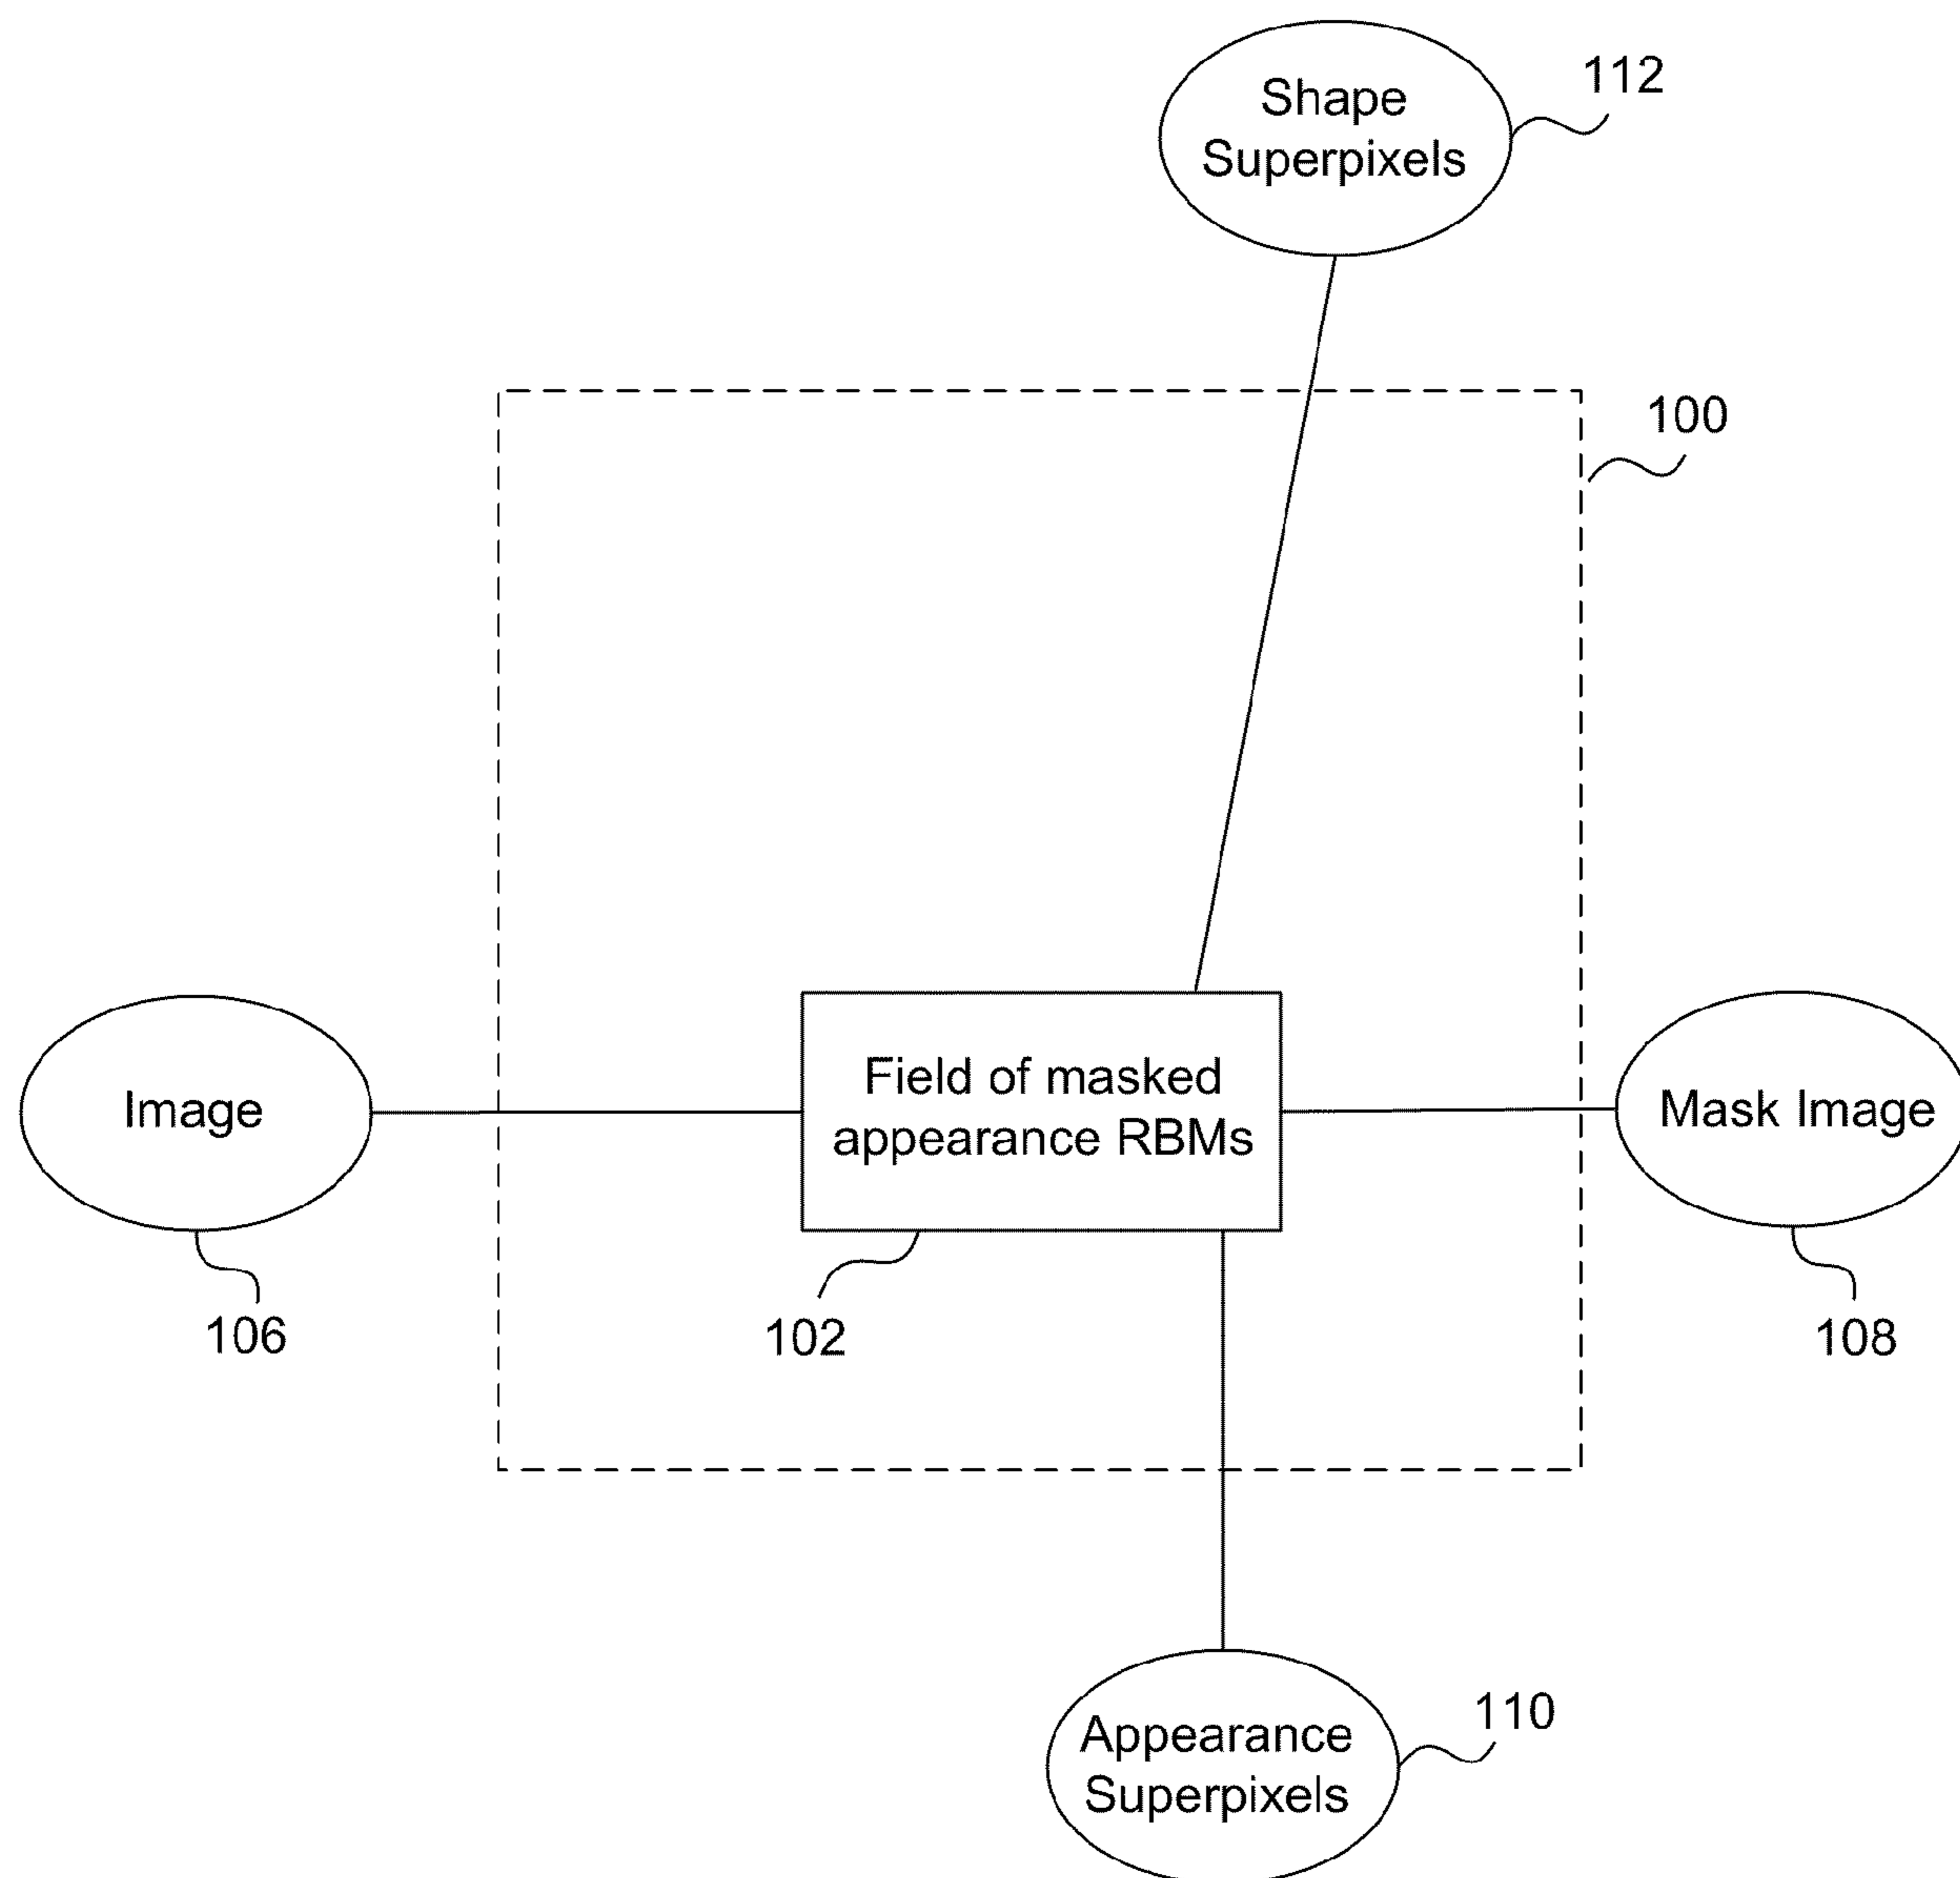 Shape
Superpixels
112
100
Image
Field of masked
appearance RBMs
Mask Image
106
102
108
Appearance
Superpixels
110